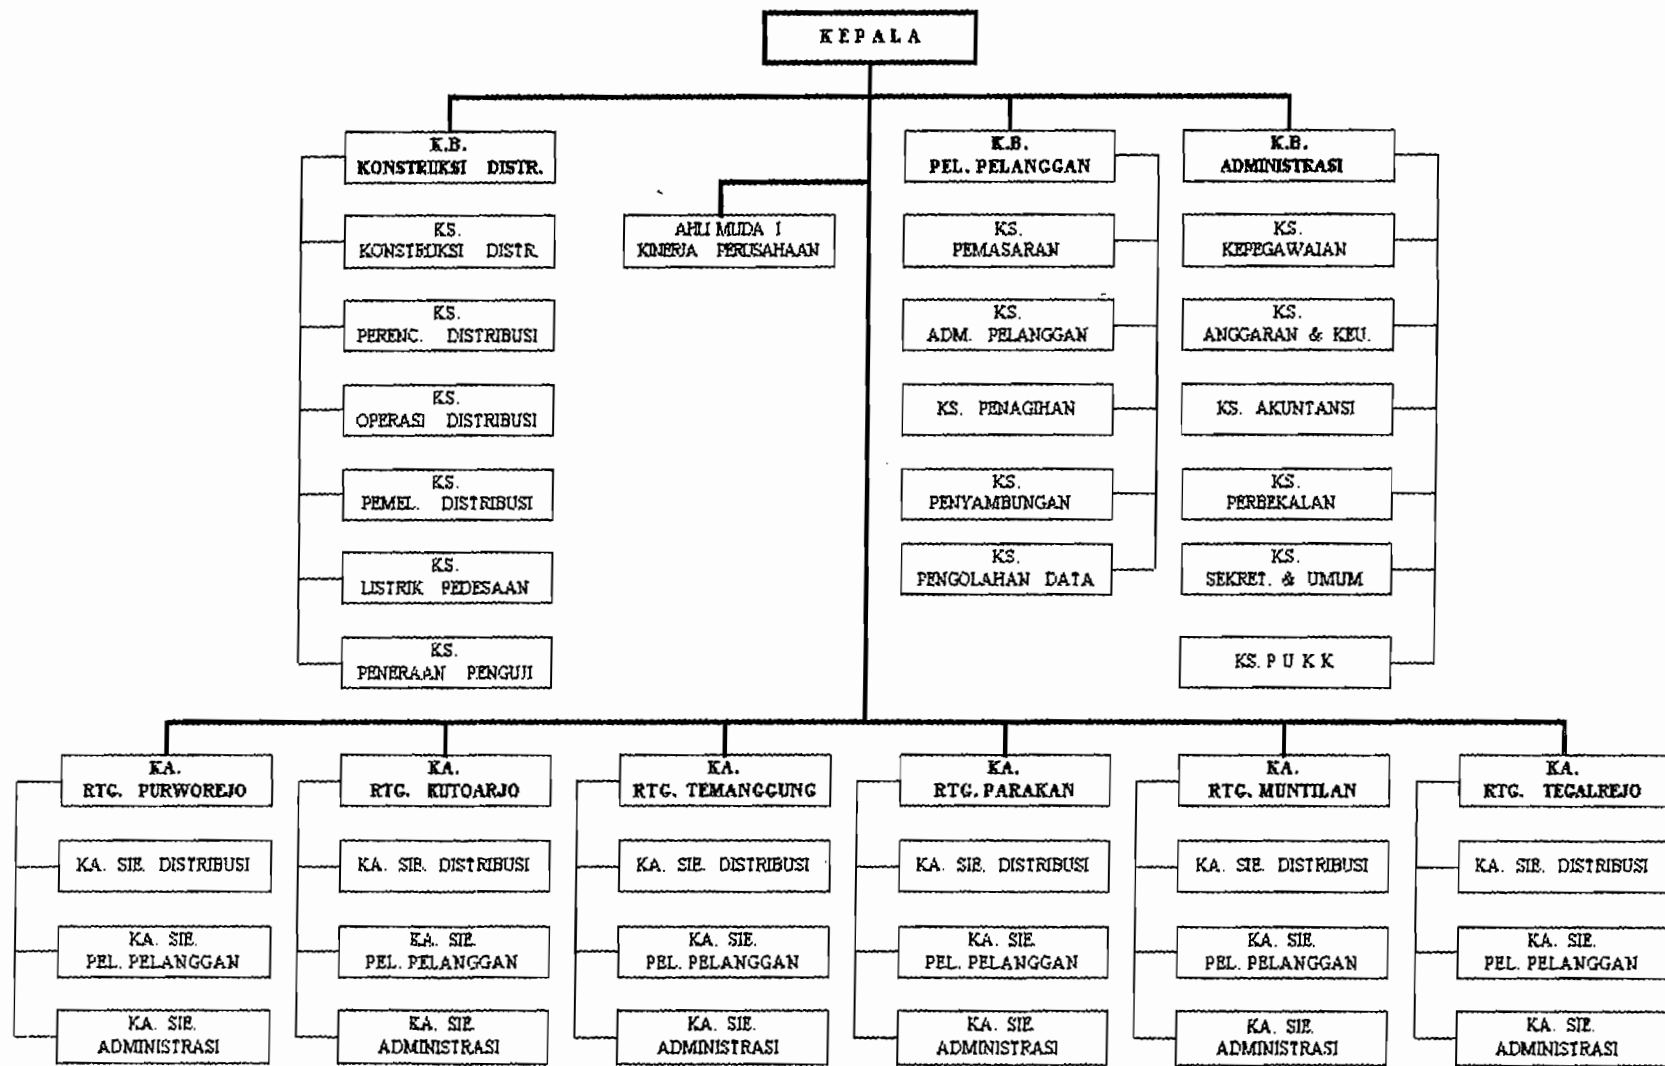 KEPALA
K.B.
KONSTRUKSI DISTR.
KS.
KONSTRUKSI DISTR.
KS.
PERENC. DISTRIBUSI
KS.
OPERASI DISTRIBUSI
KS.
PEMEL. DISTRIBUSI
KS.
LISTRIK PEDESAAN
KS.
PENERAAN PENGUJI
AHLI MUDA I
KINERJA PERUSAHAAN
K.B.
PEL. PELANGGAN
KS.
PEMASARAN
KS.
ADM. PELANGGAN
KS. PENAGIHAN
KS.
PENYAMBUNGAN
KS.
PENGOLAHAN DATA
K.B.
ADMINISTRASI
KS.
KEPEGAWAIAN
KS.
ANGGARAN & KEU.
KS. AKUNTANSI
KS.
PERBEKALAN
KS.
SEKRET. & UMUM
KS. P U K K
KA.
RTG. PURWOREJO
KA. SIE. DISTRIBUSI
KA. SIE.
PEL. PELANGGAN
KA. SIE.
ADMINISTRASI
KA.
RTG. KUTOARJO
KA. SIE. DISTRIBUSI
KA. SIE.
PEL. PELANGGAN
KA. SIE.
ADMINISTRASI
KA.
RTG. TEMANGGUNG
KA. SIE. DISTRIBUSI
KA. SIE.
PEL. PELANGGAN
KA. SIE.
ADMINISTRASI
KA.
RTG. PARAKAN
KA. SIE. DISTRIBUSI
KA. SIE.
PEL. PELANGGAN
KA. SIE.
ADMINISTRASI
KA.
RTG. MUNTILAN
KA. SIE. DISTRIBUSI
KA. SIE.
PEL. PELANGGAN
KA. SIE.
ADMINISTRASI
KA.
RTG. TEGALREJO
KA. SIE. DISTRIBUSI
KA. SIE.
PEL. PELANGGAN
KA. SIE.
ADMINISTRASI